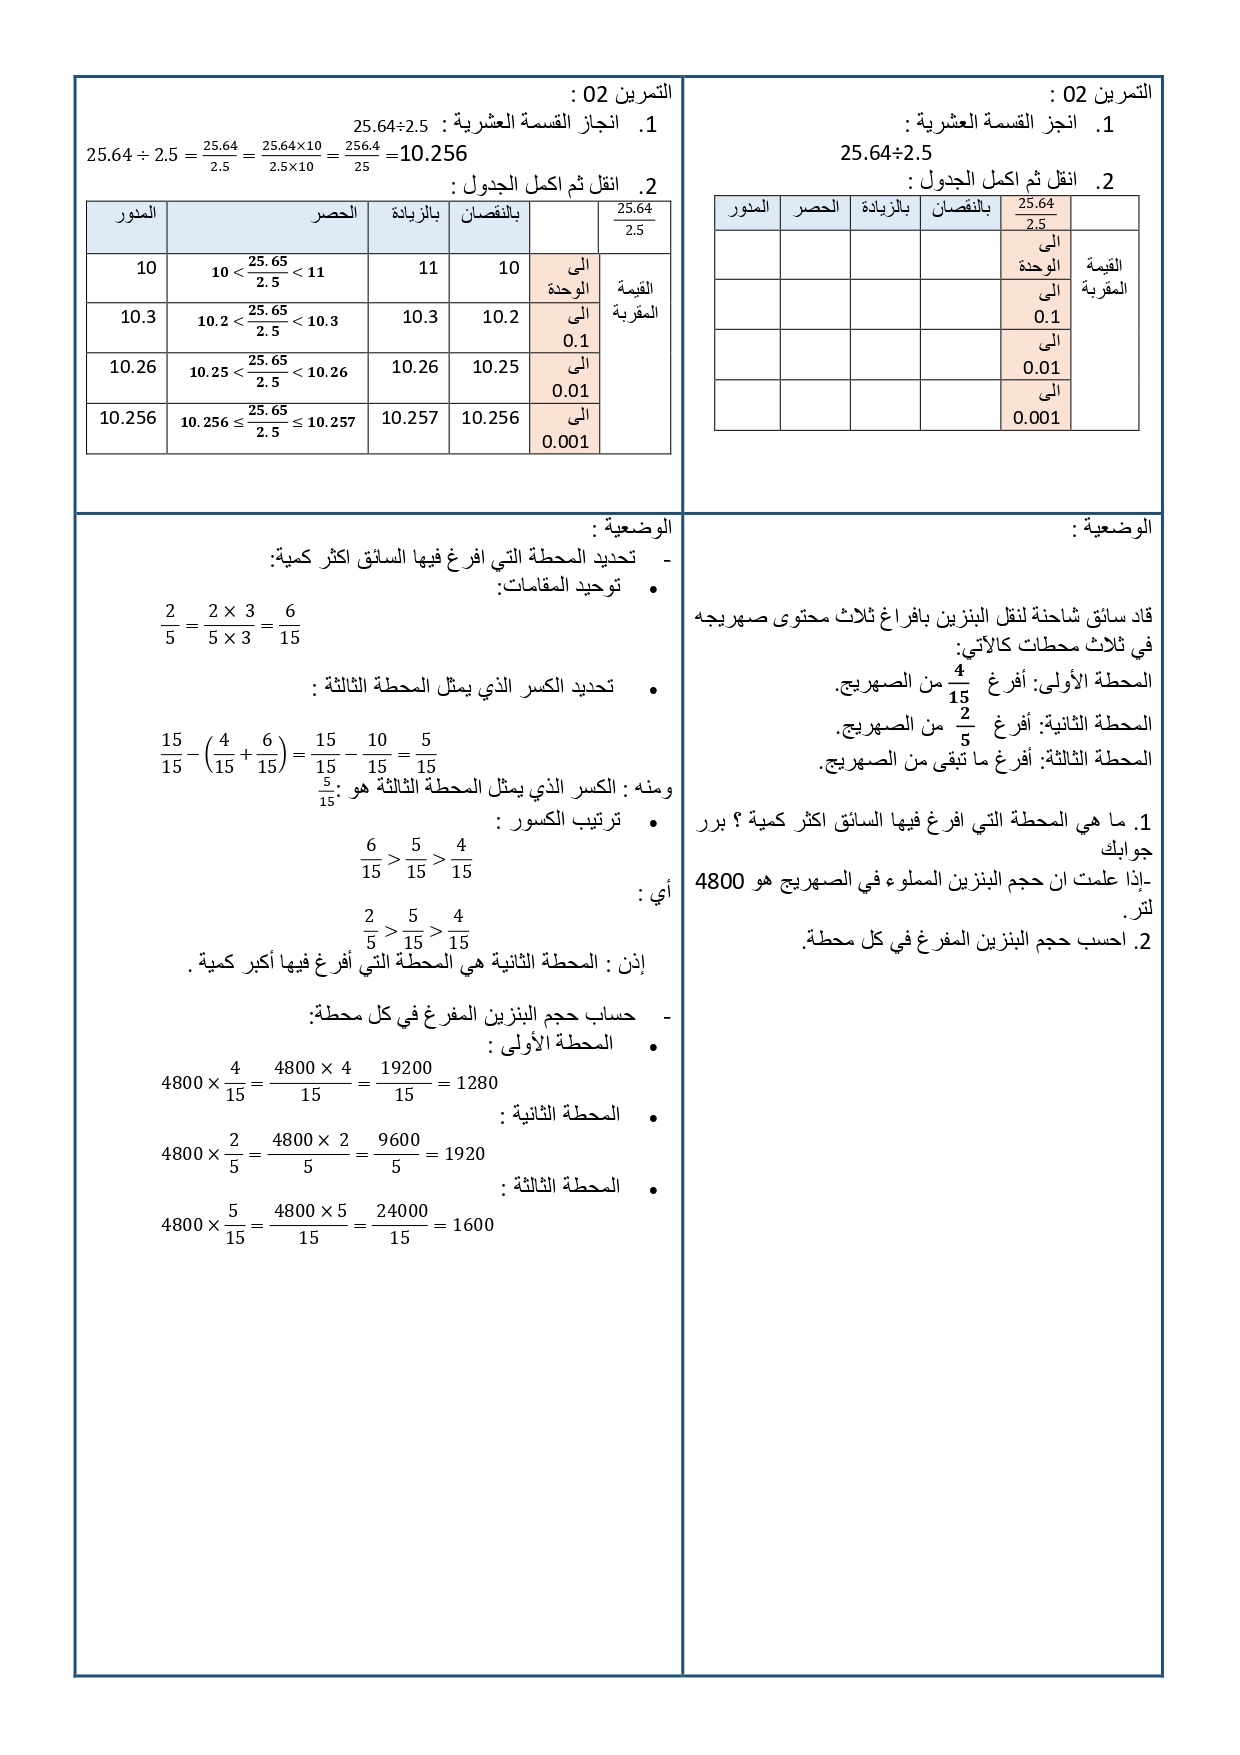 التمرين 02 :
1. انجز القسمة العشرية :
25.64÷2.5
2. انقل ثم اكمل الجدول :
25.64/2.5 بالنقصان بالزيادة الحصر المدور
القيمة المقربة
الى الوحدة
الى 0.1
الى 0.01
الى 0.001
التمرين 02 :
1. انجاز القسمة العشرية : 25.64÷2.5
25.64 ÷ 2.5 = 25.64/2.5 = 25.64×10/2.5×10 = 256.4/25 =10.256
2. انقل ثم اكمل الجدول :
25.64/2.5 بالنقصان بالزيادة الحصر المدور
القيمة المقربة
الى الوحدة 10 11 10 < 25.65/2.5 < 11 10
الى 0.1 10.2 10.3 10.2 < 25.65/2.5 < 10.3 10.3
الى 0.01 10.25 10.26 10.25 < 25.65/2.5 < 10.26 10.26
الى 0.001 10.256 10.257 10.256 ≤ 25.65/2.5 ≤ 10.257 10.256
الوضعية :
قاد سائق شاحنة لنقل البنزين بافراغ ثلاث محتوى صهريجه
في ثلاث محطات كالآتي:
المحطة الأولى: أفرغ 4/15 من الصهريج.
المحطة الثانية: أفرغ 2/5 من الصهريج.
المحطة الثالثة: أفرغ ما تبقى من الصهريج.
1. ما هي المحطة التي افرغ فيها السائق اكثر كمية ؟ برر
جوابك
-إذا علمت ان حجم البنزين المملوء في الصهريج هو 4800
لتر.
2. احسب حجم البنزين المفرغ في كل محطة.
الوضعية :
- تحديد المحطة التي افرغ فيها السائق اكثر كمية:
• توحيد المقامات:
2/5 = 2 × 3/5 × 3 = 6/15
• تحديد الكسر الذي يمثل المحطة الثالثة :
15/15 − (4/15 + 6/15) = 15/15 − 10/15 = 5/15
ومنه : الكسر الذي يمثل المحطة الثالثة هو :5/15
• ترتيب الكسور :
6/15 > 5/15 > 4/15
أي :
2/5 > 5/15 > 4/15
إذن : المحطة الثانية هي المحطة التي أفرغ فيها أكبر كمية .
- حساب حجم البنزين المفرغ في كل محطة:
• المحطة الأولى :
4800 × 4/15 = 4800 × 4/15 = 19200/15 = 1280
• المحطة الثانية :
4800 × 2/5 = 4800 × 2/5 = 9600/5 = 1920
• المحطة الثالثة :
4800 × 5/15 = 4800 × 5/15 = 24000/15 = 1600